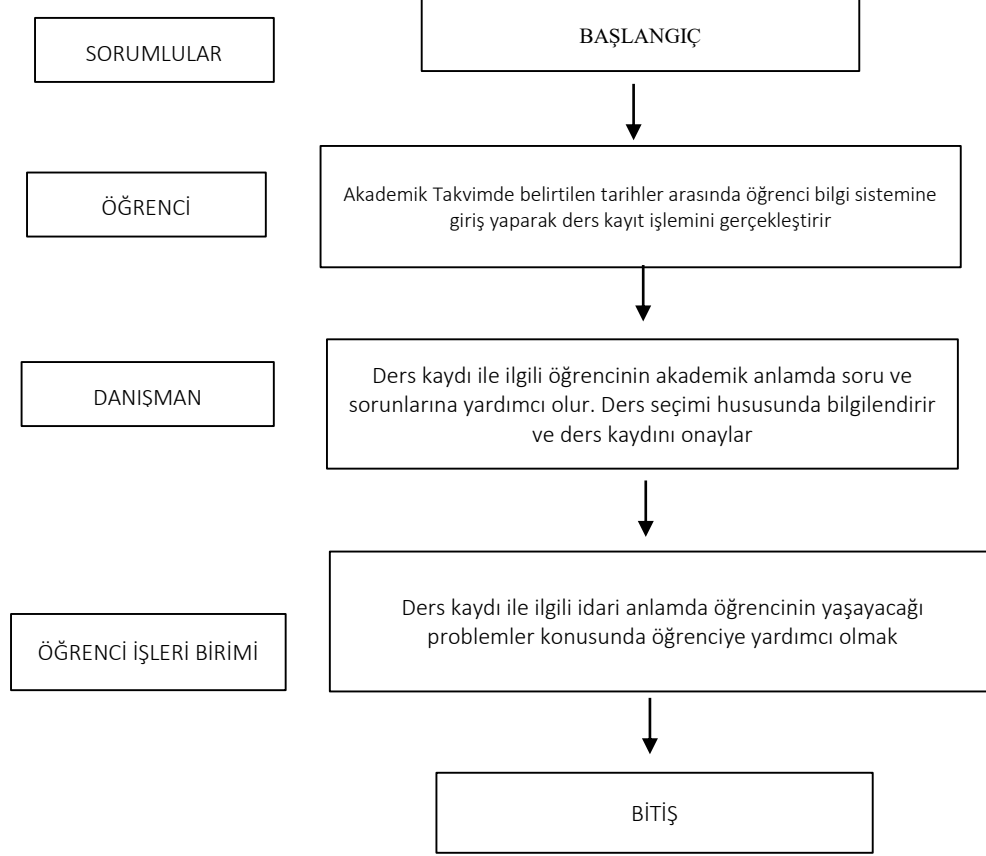 SORUMLULAR
BAŞLANGIÇ
ÖĞRENCİ
Akademik Takvimde belirtilen tarihler arasında öğrenci bilgi sistemine
giriş yaparak ders kayıt işlemini gerçekleştirir
DANIŞMAN
Ders kaydı ile ilgili öğrencinin akademik anlamda soru ve
sorunlarına yardımcı olur. Ders seçimi hususunda bilgilendirir
ve ders kaydını onaylar
ÖĞRENCİ İŞLERİ BİRİMİ
Ders kaydı ile ilgili idari anlamda öğrencinin yaşayacağı
problemler konusunda öğrenciye yardımcı olmak
BİTİŞ